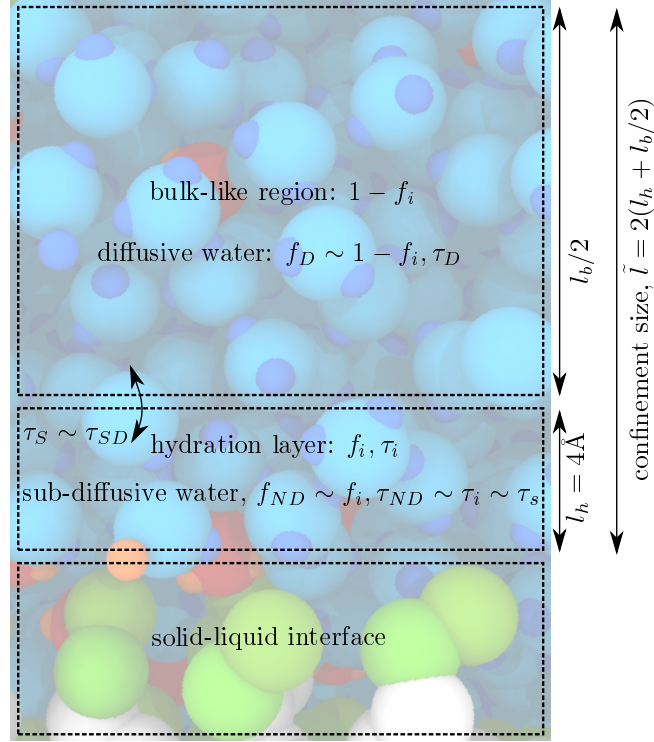 bulk-like region: 1 − f_i
diffusive water: f_D ∼ 1 − f_i, τ_D
l_b/2
confinement size, l̃ = 2(l_h + l_b/2)
τ_S ∼ τ_SD
hydration layer: f_i, τ_i
sub-diffusive water, f_ND ∼ f_i, τ_ND ∼ τ_i ∼ τ_s
l_h = 4Å
solid-liquid interface